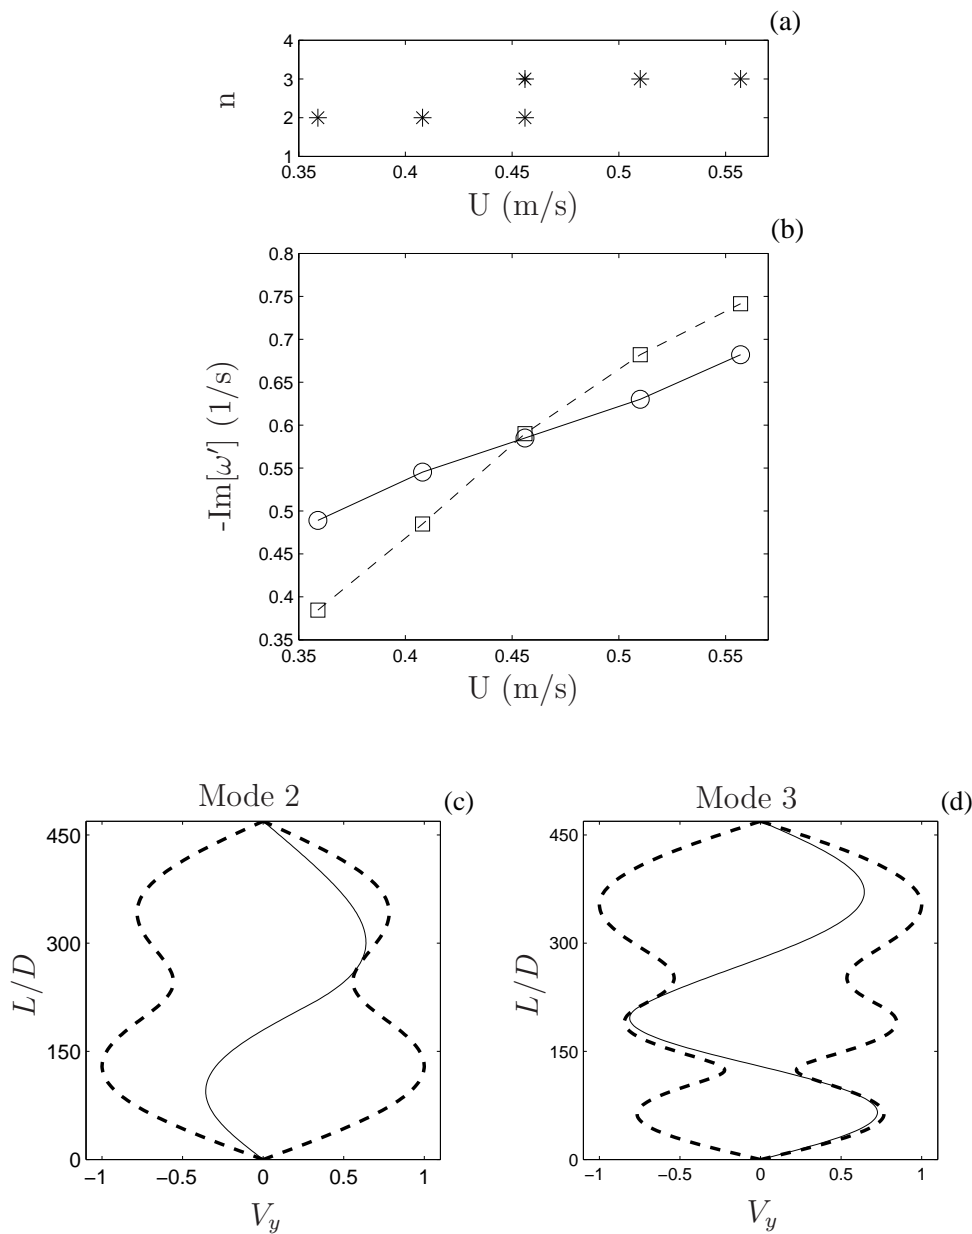 (a)
4
3
2
1
n
0.35 0.4 0.45 0.5 0.55
U (m/s)
(b)
0.8
0.75
0.7
0.65
0.6
0.55
0.5
0.45
0.4
0.35
-Im[ω′] (1/s)
0.35 0.4 0.45 0.5 0.55
U (m/s)
Mode 2 (c)
450
300
150
0
L/D
−1 −0.5 0 0.5 1
V_y
Mode 3 (d)
450
300
150
0
L/D
−1 −0.5 0 0.5 1
V_y